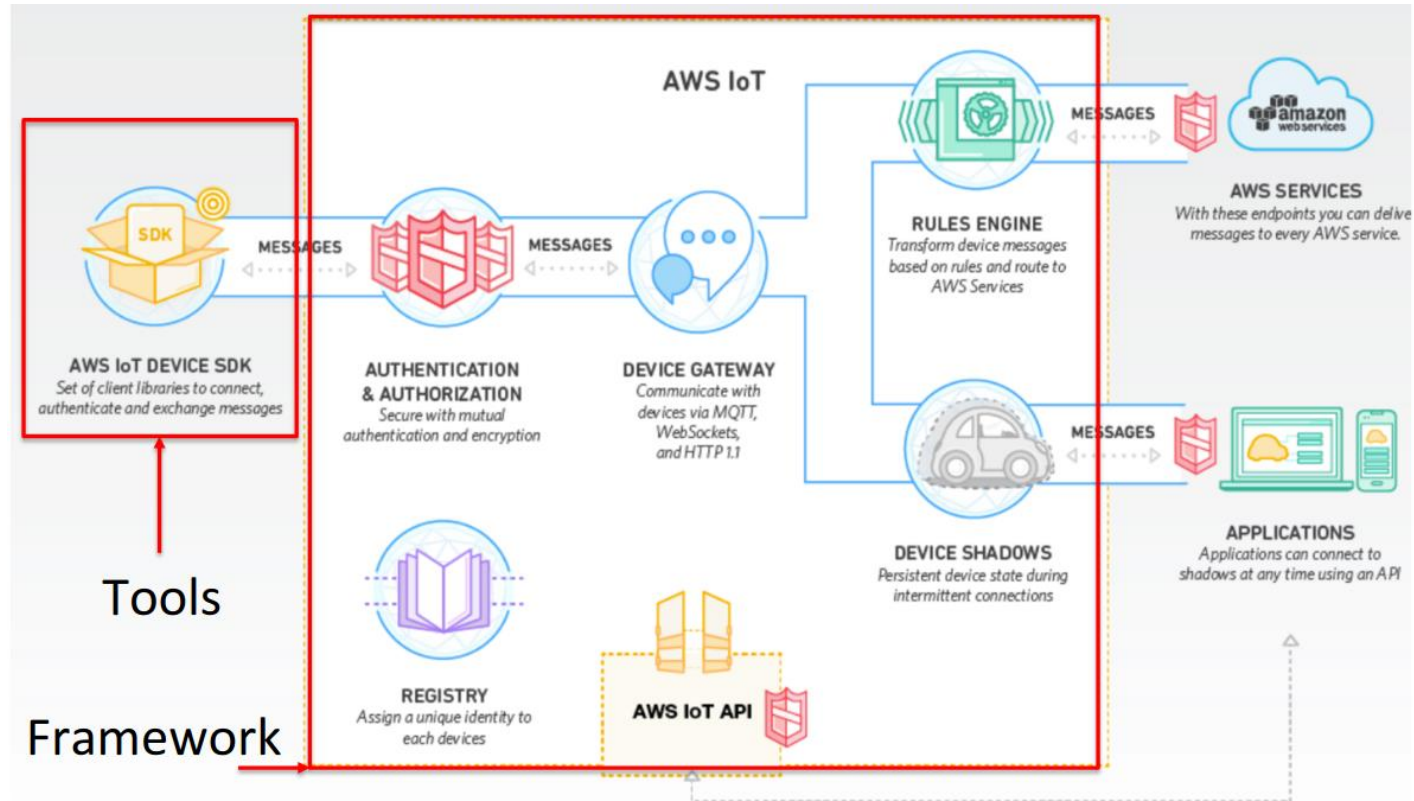 AWS IoT
SDK
MESSAGES
AWS IoT DEVICE SDK
Set of client libraries to connect,
authenticate and exchange messages
Tools
Framework
AUTHENTICATION
& AUTHORIZATION
Secure with mutual
authentication and encryption
MESSAGES
DEVICE GATEWAY
Communicate with
devices via MQTT,
WebSockets,
and HTTP 1.1
RULES ENGINE
Transform device messages
based on rules and route to
AWS Services
MESSAGES
amazon
web services
AWS SERVICES
With these endpoints you can delive
messages to every AWS service.
DEVICE SHADOWS
Persistent device state during
intermittent connections
MESSAGES
APPLICATIONS
Applications can connect to
shadows at any time using an API
REGISTRY
Assign a unique identity to
each devices
AWS IoT API